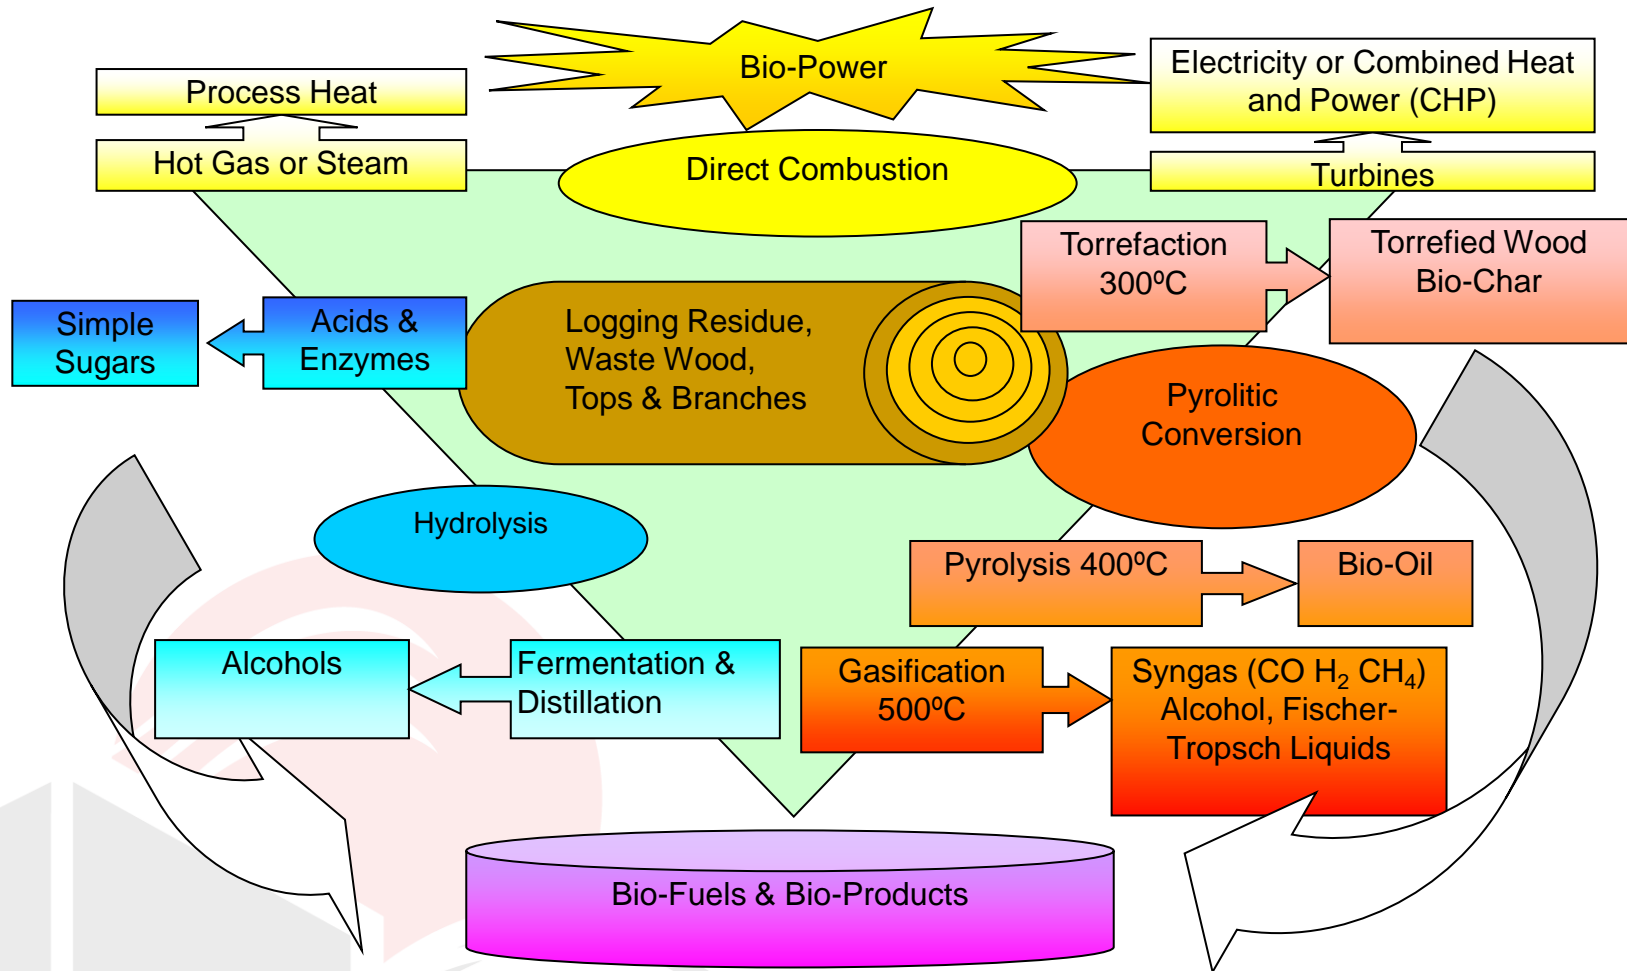 Bio-Power
Process Heat
Hot Gas or Steam
Electricity or Combined Heat
and Power (CHP)
Turbines
Direct Combustion
Torrefaction
300ºC
Torrefied Wood
Bio-Char
Simple
Sugars
Acids &
Enzymes
Logging Residue,
Waste Wood,
Tops & Branches
Pyrolitic
Conversion
Hydrolysis
Pyrolysis 400ºC
Bio-Oil
Alcohols
Fermentation &
Distillation
Gasification
500ºC
Syngas (CO H₂ CH₄)
Alcohol, Fischer-
Tropsch Liquids
Bio-Fuels & Bio-Products